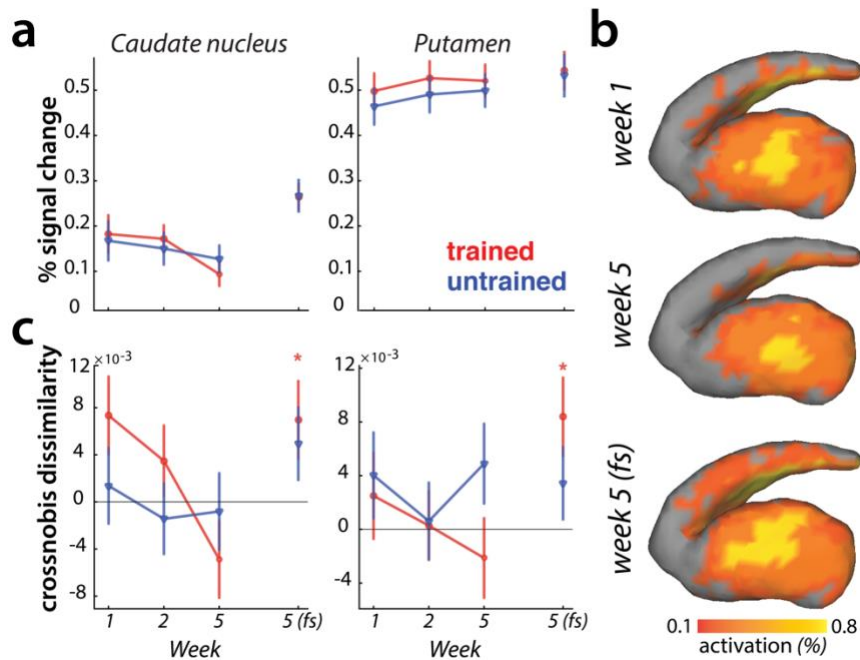 a
Caudate nucleus
Putamen
b
% signal change
0.5
0.4
0.3
0.2
0.1
0
0.5
0.4
0.3
0.2
0.1
0
trained
untrained
week 1
week 5
week 5 (fs)
c
crossnobis dissimilarity
×10⁻³
12
8
4
0
-4
-8
*
×10⁻³
12
8
4
0
-4
*
1 2 5 5 (fs)
Week
1 2 5 5 (fs)
Week
0.1 0.8
activation (%)